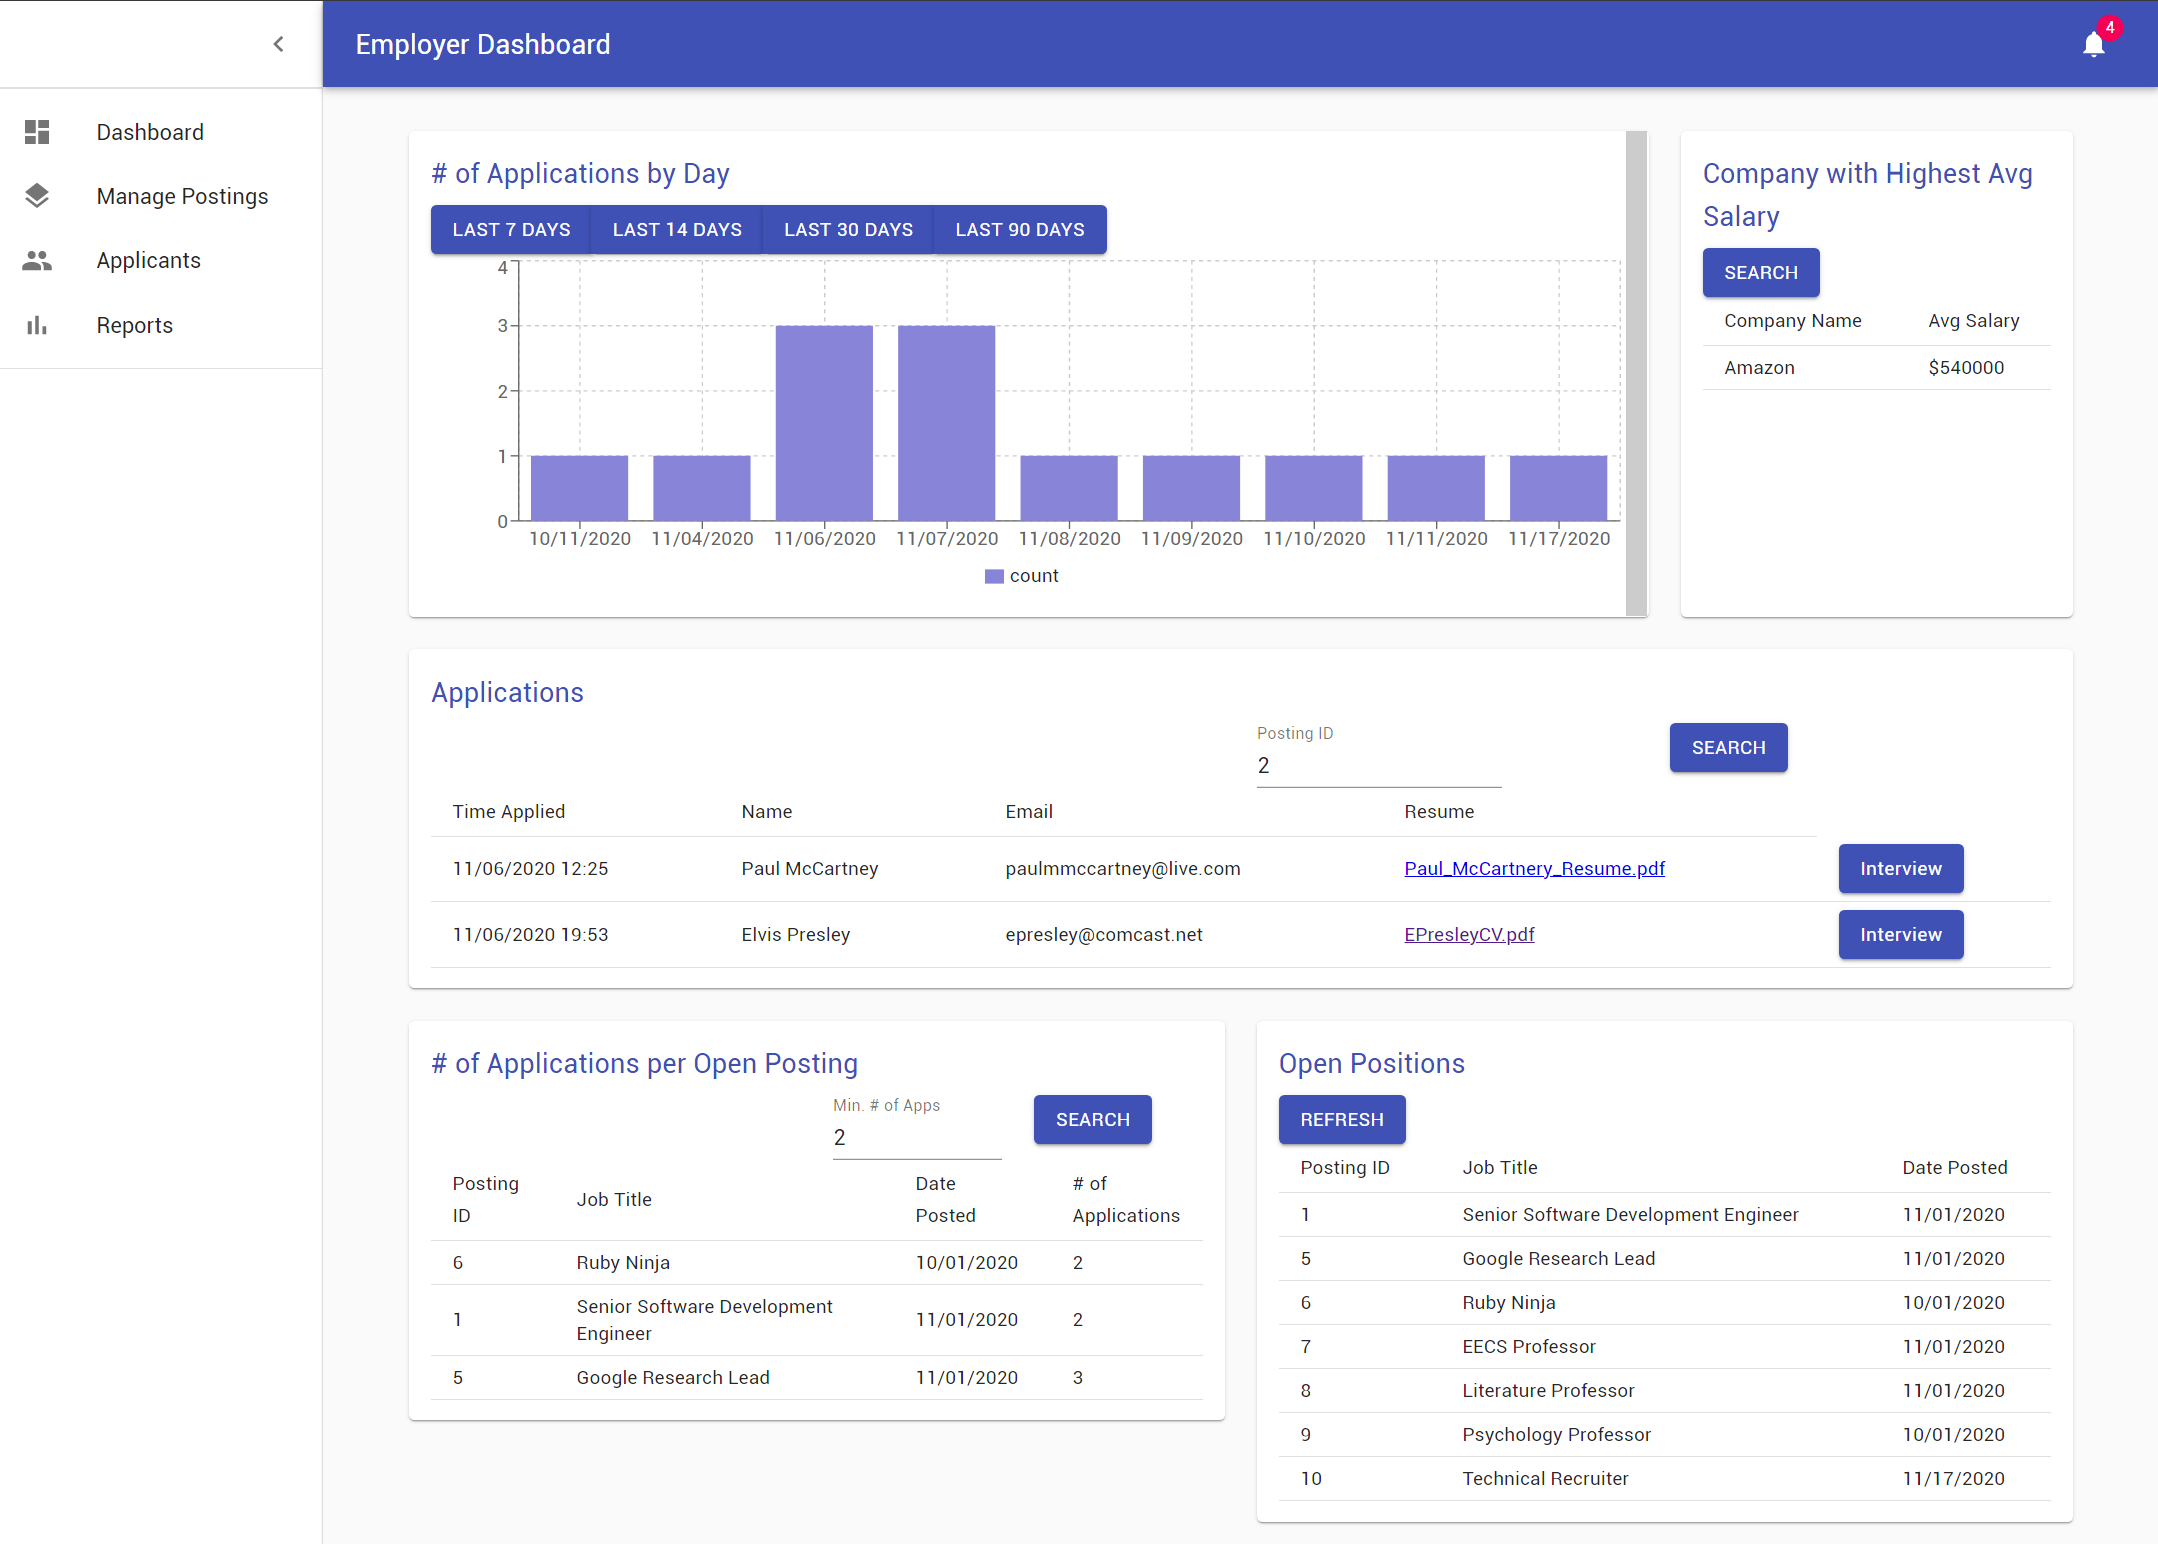 Employer Dashboard
4
Dashboard
Manage Postings
Applicants
Reports
# of Applications by Day
LAST 7 DAYS LAST 14 DAYS LAST 30 DAYS LAST 90 DAYS
4
3
2
1
0
10/11/2020 11/04/2020 11/06/2020 11/07/2020 11/08/2020 11/09/2020 11/10/2020 11/11/2020 11/17/2020
count
Company with Highest Avg
Salary
SEARCH
Company Name Avg Salary
Amazon $540000
Applications
Posting ID
2
SEARCH
Time Applied Name Email Resume
11/06/2020 12:25 Paul McCartney paulmmccartney@live.com Paul_McCartnery_Resume.pdf Interview
11/06/2020 19:53 Elvis Presley epresley@comcast.net EPresleyCV.pdf Interview
# of Applications per Open Posting
Min. # of Apps
2
SEARCH
Posting ID Job Title Date Posted # of Applications
6 Ruby Ninja 10/01/2020 2
1 Senior Software Development Engineer 11/01/2020 2
5 Google Research Lead 11/01/2020 3
Open Positions
REFRESH
Posting ID Job Title Date Posted
1 Senior Software Development Engineer 11/01/2020
5 Google Research Lead 11/01/2020
6 Ruby Ninja 10/01/2020
7 EECS Professor 11/01/2020
8 Literature Professor 11/01/2020
9 Psychology Professor 10/01/2020
10 Technical Recruiter 11/17/2020